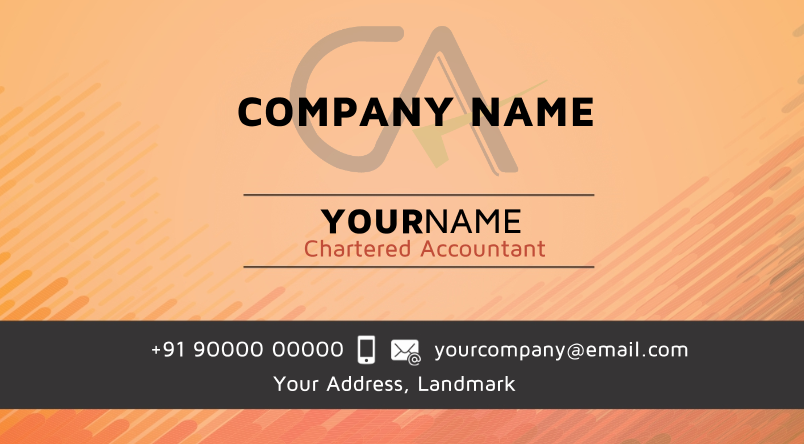 CA
COMPANY NAME
YOURNAME
Chartered Accountant
+91 90000 00000 yourcompany@email.com
Your Address, Landmark